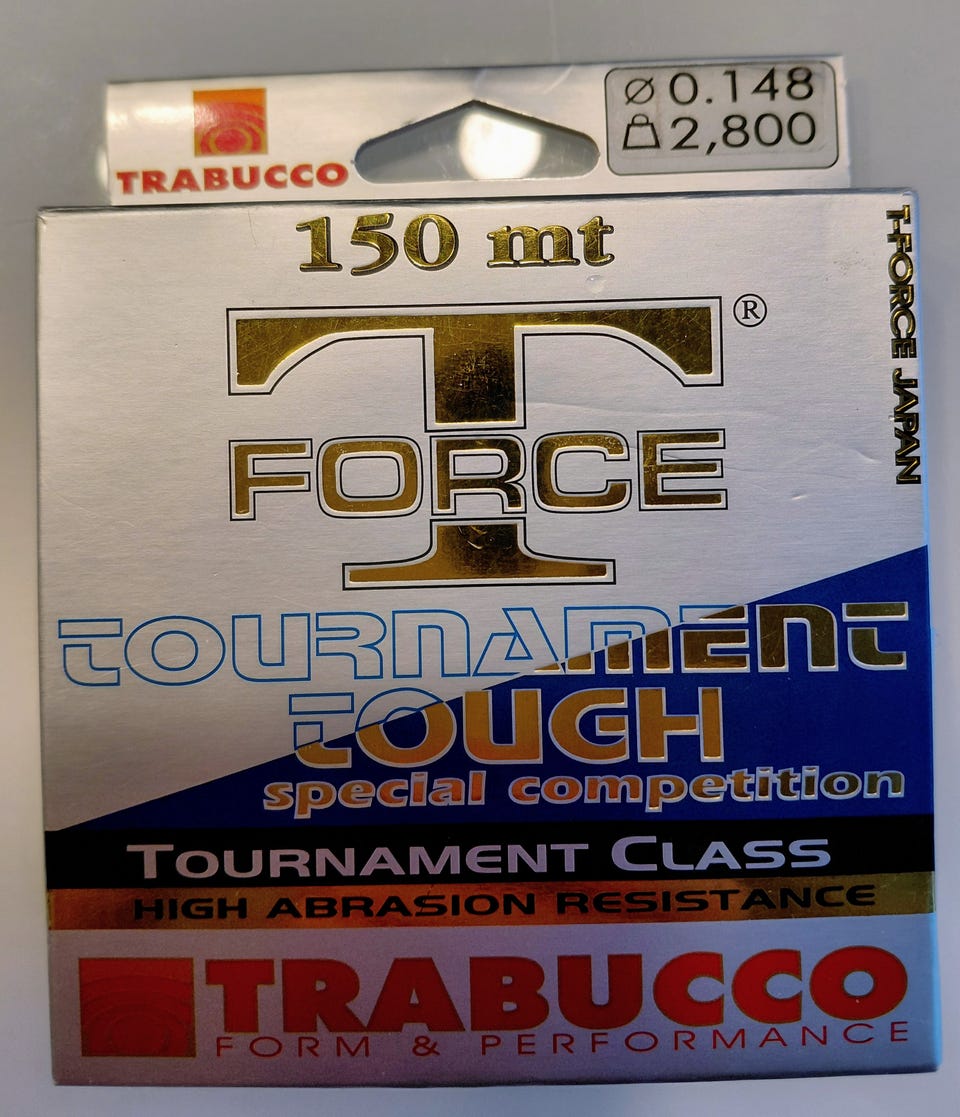 TRABUCCO
Ø 0.148
2,800
150 mt
T
®
FORCE
T-FORCE JAPAN
TOURNAMENT
TOUGH
special competition
TOURNAMENT CLASS
HIGH ABRASION RESISTANCE
TRABUCCO
FORM & PERFORMANCE